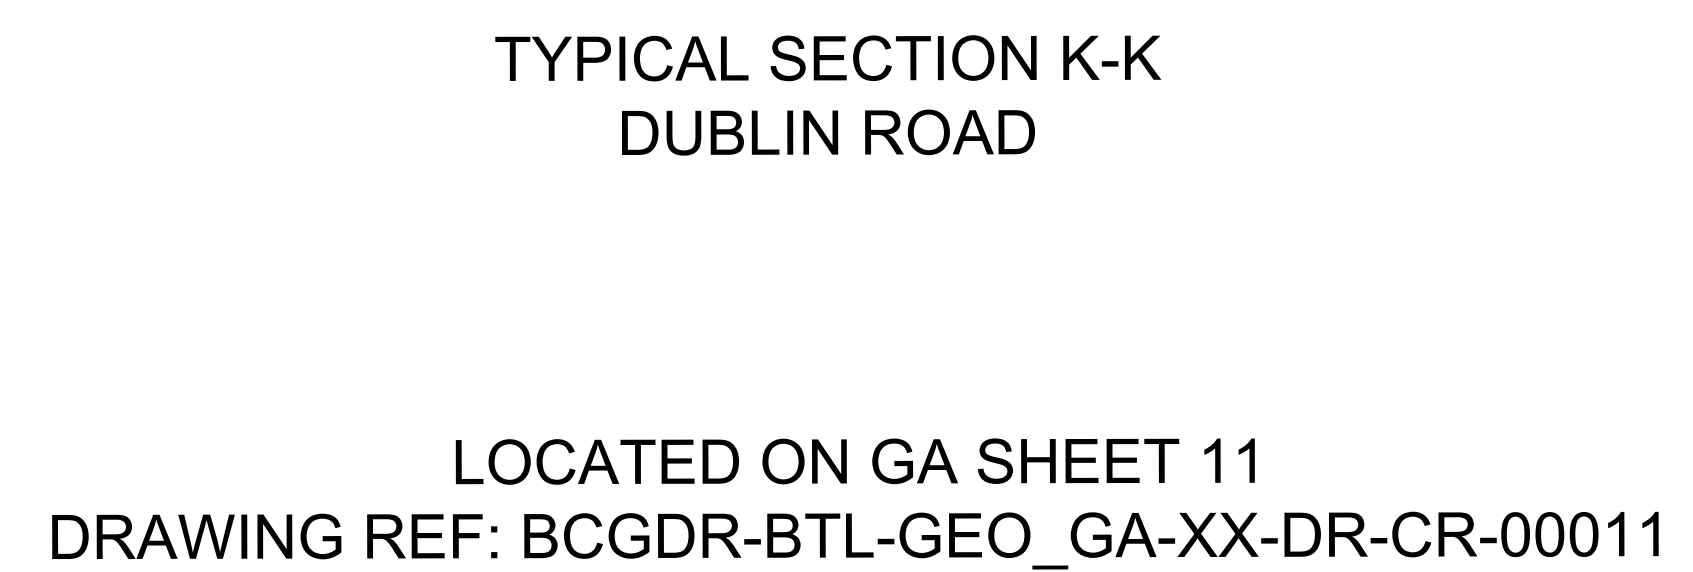 TYPICAL SECTION K-K
DUBLIN ROAD
LOCATED ON GA SHEET 11
DRAWING REF: BCGDR-BTL-GEO_GA-XX-DR-CR-00011